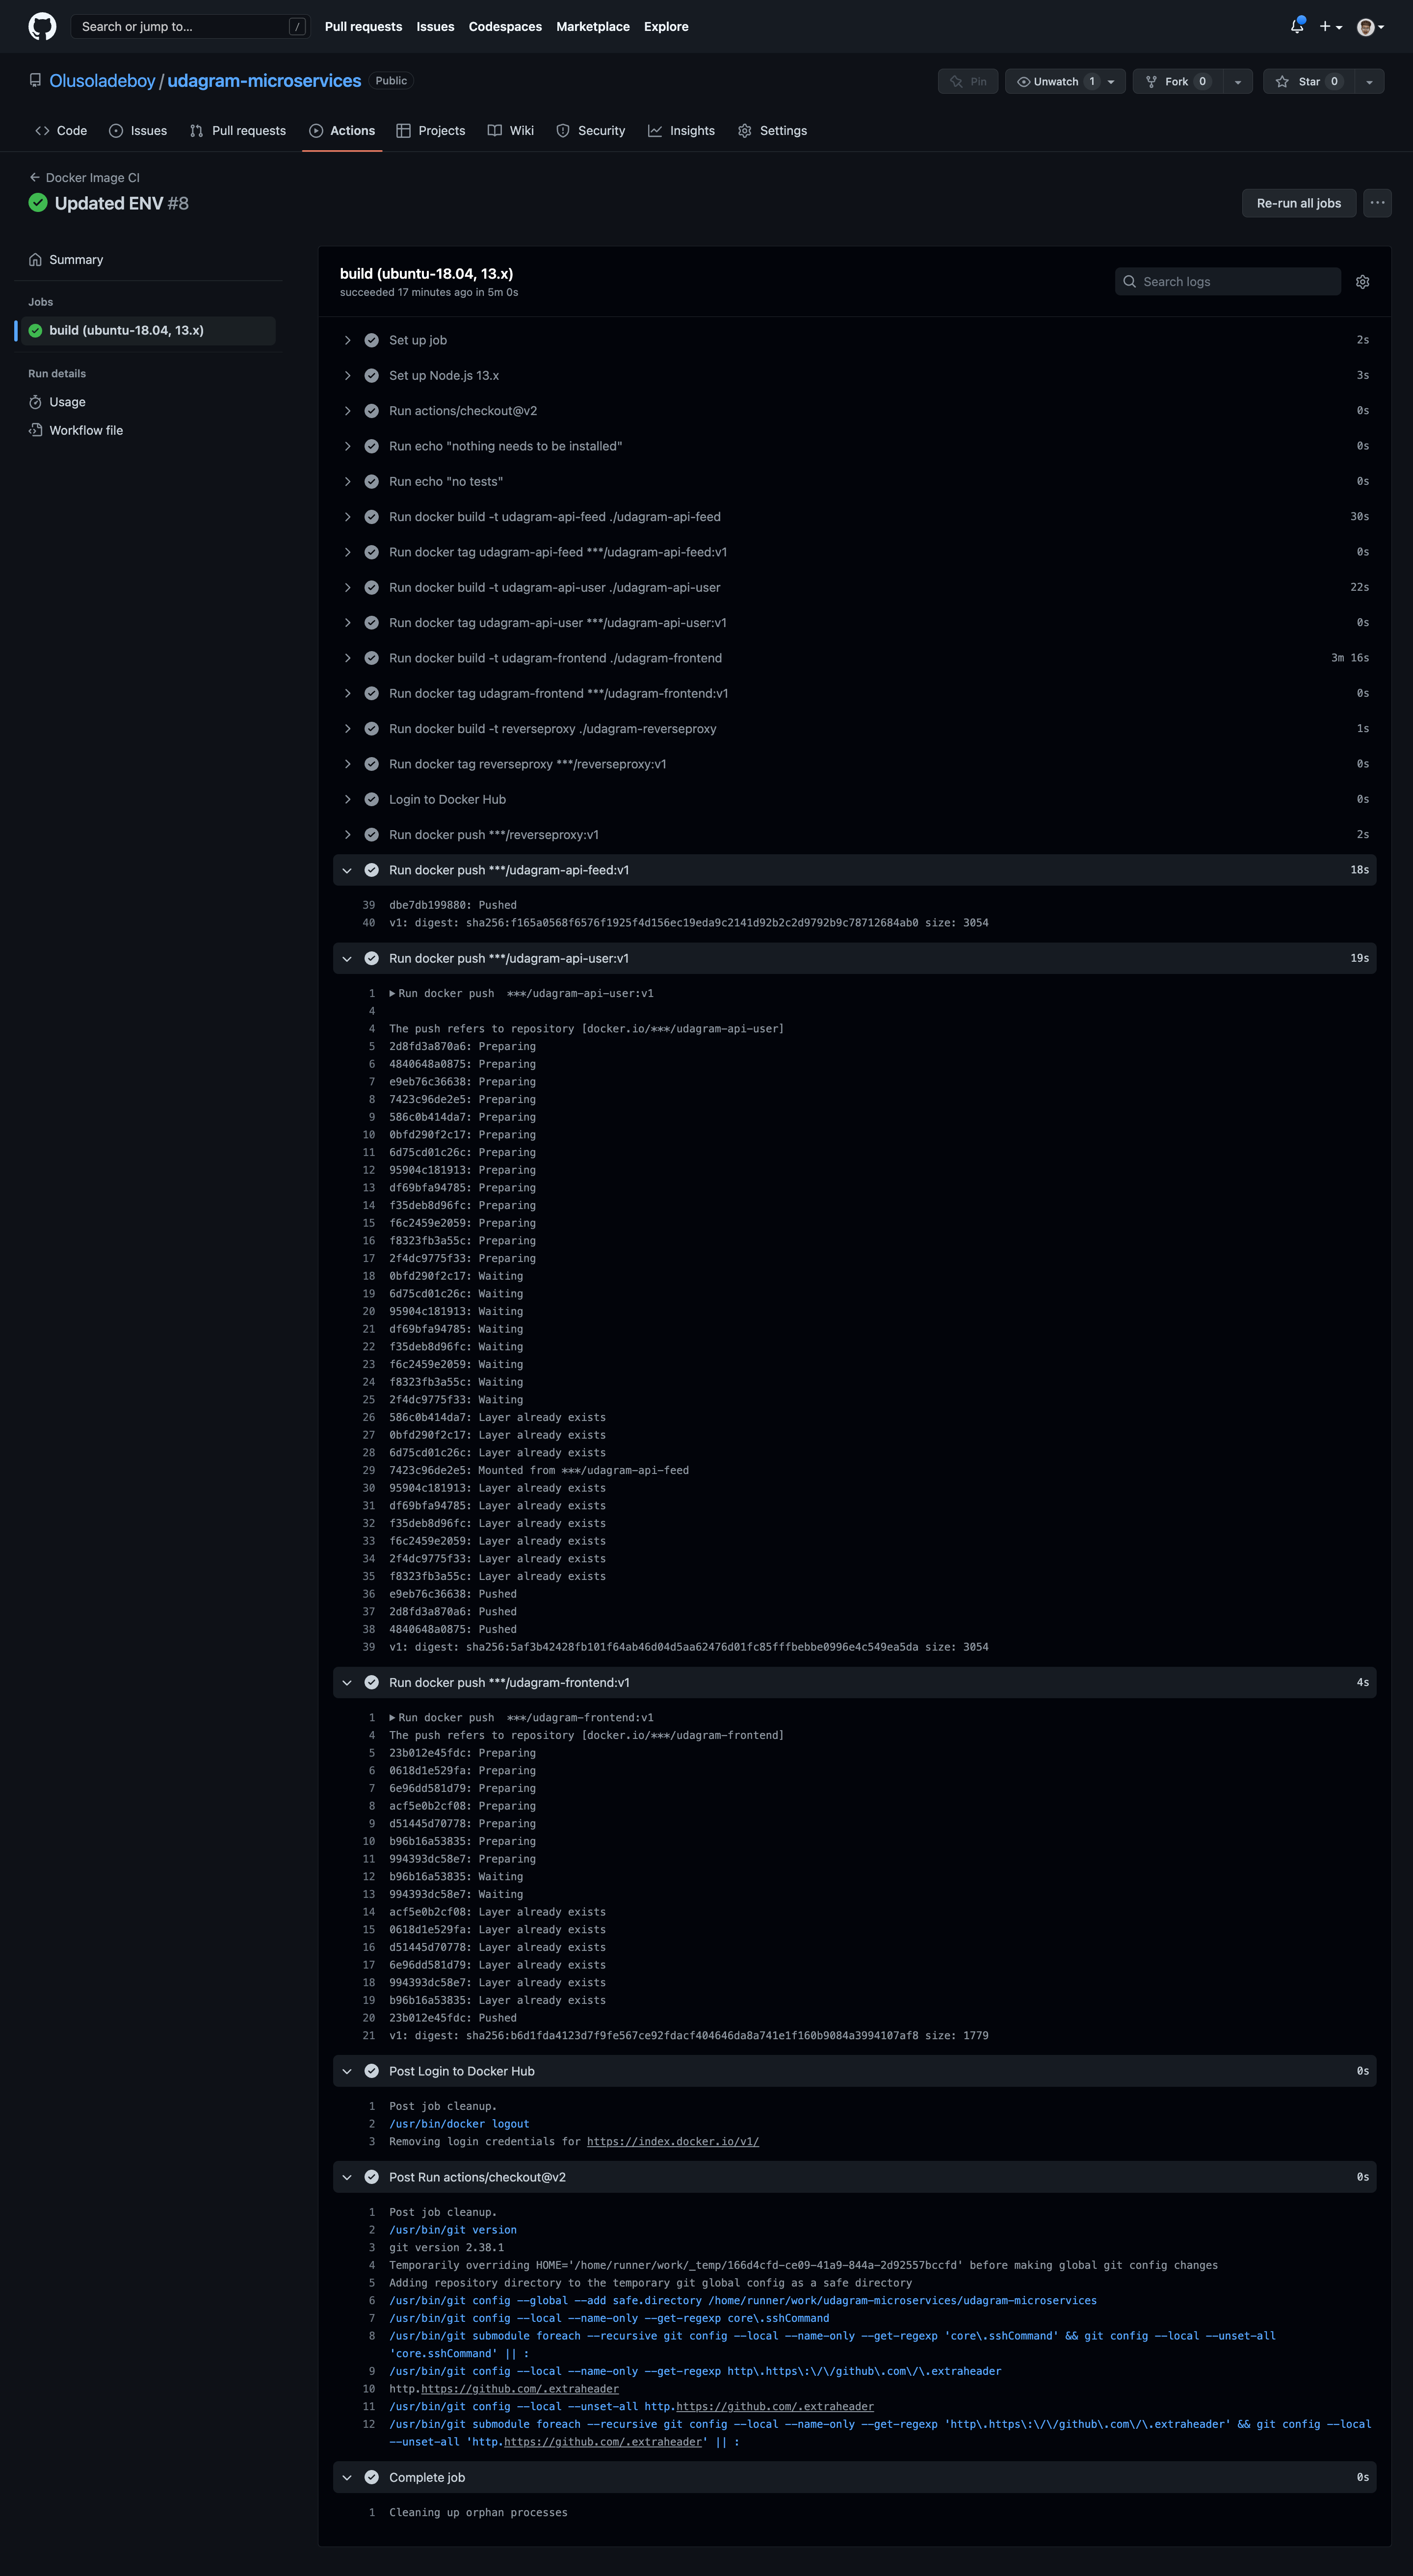 Search or jump to... /
Pull requests Issues Codespaces Marketplace Explore
Olusoladeboy / udagram-microservices Public
Pin Unwatch 1 Fork 0 Star 0
Code Issues Pull requests Actions Projects Wiki Security Insights Settings
Docker Image CI
Updated ENV #8
Re-run all jobs
Summary
Jobs
build (ubuntu-18.04, 13.x)
Run details
Usage
Workflow file
build (ubuntu-18.04, 13.x)
succeeded 17 minutes ago in 5m 0s
Search logs
Set up job 2s
Set up Node.js 13.x 3s
Run actions/checkout@v2 0s
Run echo "nothing needs to be installed" 0s
Run echo "no tests" 0s
Run docker build -t udagram-api-feed ./udagram-api-feed 30s
Run docker tag udagram-api-feed ***/udagram-api-feed:v1 0s
Run docker build -t udagram-api-user ./udagram-api-user 22s
Run docker tag udagram-api-user ***/udagram-api-user:v1 0s
Run docker build -t udagram-frontend ./udagram-frontend 3m 16s
Run docker tag udagram-frontend ***/udagram-frontend:v1 0s
Run docker build -t reverseproxy ./udagram-reverseproxy 1s
Run docker tag reverseproxy ***/reverseproxy:v1 0s
Login to Docker Hub 0s
Run docker push ***/reverseproxy:v1 2s
Run docker push ***/udagram-api-feed:v1 18s
39 dbe7db199880: Pushed
40 v1: digest: sha256:f165a0568f6576f1925f4d156ec19eda9c2141d92b2c2d9792b9c78712684ab0 size: 3054
Run docker push ***/udagram-api-user:v1 19s
1 Run docker push ***/udagram-api-user:v1
4
4 The push refers to repository [docker.io/***/udagram-api-user]
5 2d8fd3a870a6: Preparing
6 4840648a0875: Preparing
7 e9eb76c36638: Preparing
8 7423c96de2e5: Preparing
9 586c0b414da7: Preparing
10 0bfd290f2c17: Preparing
11 6d75cd01c26c: Preparing
12 95904c181913: Preparing
13 df69bfa94785: Preparing
14 f35deb8d96fc: Preparing
15 f6c2459e2059: Preparing
16 f8323fb3a55c: Preparing
17 2f4dc9775f33: Preparing
18 0bfd290f2c17: Waiting
19 6d75cd01c26c: Waiting
20 95904c181913: Waiting
21 df69bfa94785: Waiting
22 f35deb8d96fc: Waiting
23 f6c2459e2059: Waiting
24 f8323fb3a55c: Waiting
25 2f4dc9775f33: Waiting
26 586c0b414da7: Layer already exists
27 0bfd290f2c17: Layer already exists
28 6d75cd01c26c: Layer already exists
29 7423c96de2e5: Mounted from ***/udagram-api-feed
30 95904c181913: Layer already exists
31 df69bfa94785: Layer already exists
32 f35deb8d96fc: Layer already exists
33 f6c2459e2059: Layer already exists
34 2f4dc9775f33: Layer already exists
35 f8323fb3a55c: Layer already exists
36 e9eb76c36638: Pushed
37 2d8fd3a870a6: Pushed
38 4840648a0875: Pushed
39 v1: digest: sha256:5af3b42428fb101f64ab46d04d5aa62476d01fc85fffbebbe0996e4c549ea5da size: 3054
Run docker push ***/udagram-frontend:v1 4s
1 Run docker push ***/udagram-frontend:v1
4 The push refers to repository [docker.io/***/udagram-frontend]
5 23b012e45fdc: Preparing
6 0618d1e529fa: Preparing
7 6e96dd581d79: Preparing
8 acf5e0b2cf08: Preparing
9 d51445d70778: Preparing
10 b96b16a53835: Preparing
11 994393dc58e7: Preparing
12 b96b16a53835: Waiting
13 994393dc58e7: Waiting
14 acf5e0b2cf08: Layer already exists
15 0618d1e529fa: Layer already exists
16 d51445d70778: Layer already exists
17 6e96dd581d79: Layer already exists
18 994393dc58e7: Layer already exists
19 b96b16a53835: Layer already exists
20 23b012e45fdc: Pushed
21 v1: digest: sha256:b6d1fda4123d7f9fe567ce92fdacf404646da8a741e1f160b9084a3994107af8 size: 1779
Post Login to Docker Hub 0s
1 Post job cleanup.
2 /usr/bin/docker logout
3 Removing login credentials for https://index.docker.io/v1/
Post Run actions/checkout@v2 0s
1 Post job cleanup.
2 /usr/bin/git version
3 git version 2.38.1
4 Temporarily overriding HOME='/home/runner/work/_temp/166d4cfd-ce09-41a9-844a-2d92557bccfd' before making global git config changes
5 Adding repository directory to the temporary git global config as a safe directory
6 /usr/bin/git config --global --add safe.directory /home/runner/work/udagram-microservices/udagram-microservices
7 /usr/bin/git config --local --name-only --get-regexp core\.sshCommand
8 /usr/bin/git submodule foreach --recursive git config --local --name-only --get-regexp 'core\.sshCommand' && git config --local --unset-all
'core.sshCommand' || :
9 /usr/bin/git config --local --name-only --get-regexp http\.https\:\/\/github\.com\/\.extraheader
10 http.https://github.com/.extraheader
11 /usr/bin/git config --local --unset-all http.https://github.com/.extraheader
12 /usr/bin/git submodule foreach --recursive git config --local --name-only --get-regexp 'http\.https\:\/\/github\.com\/\.extraheader' && git config --local
--unset-all 'http.https://github.com/.extraheader' || :
Complete job 0s
1 Cleaning up orphan processes